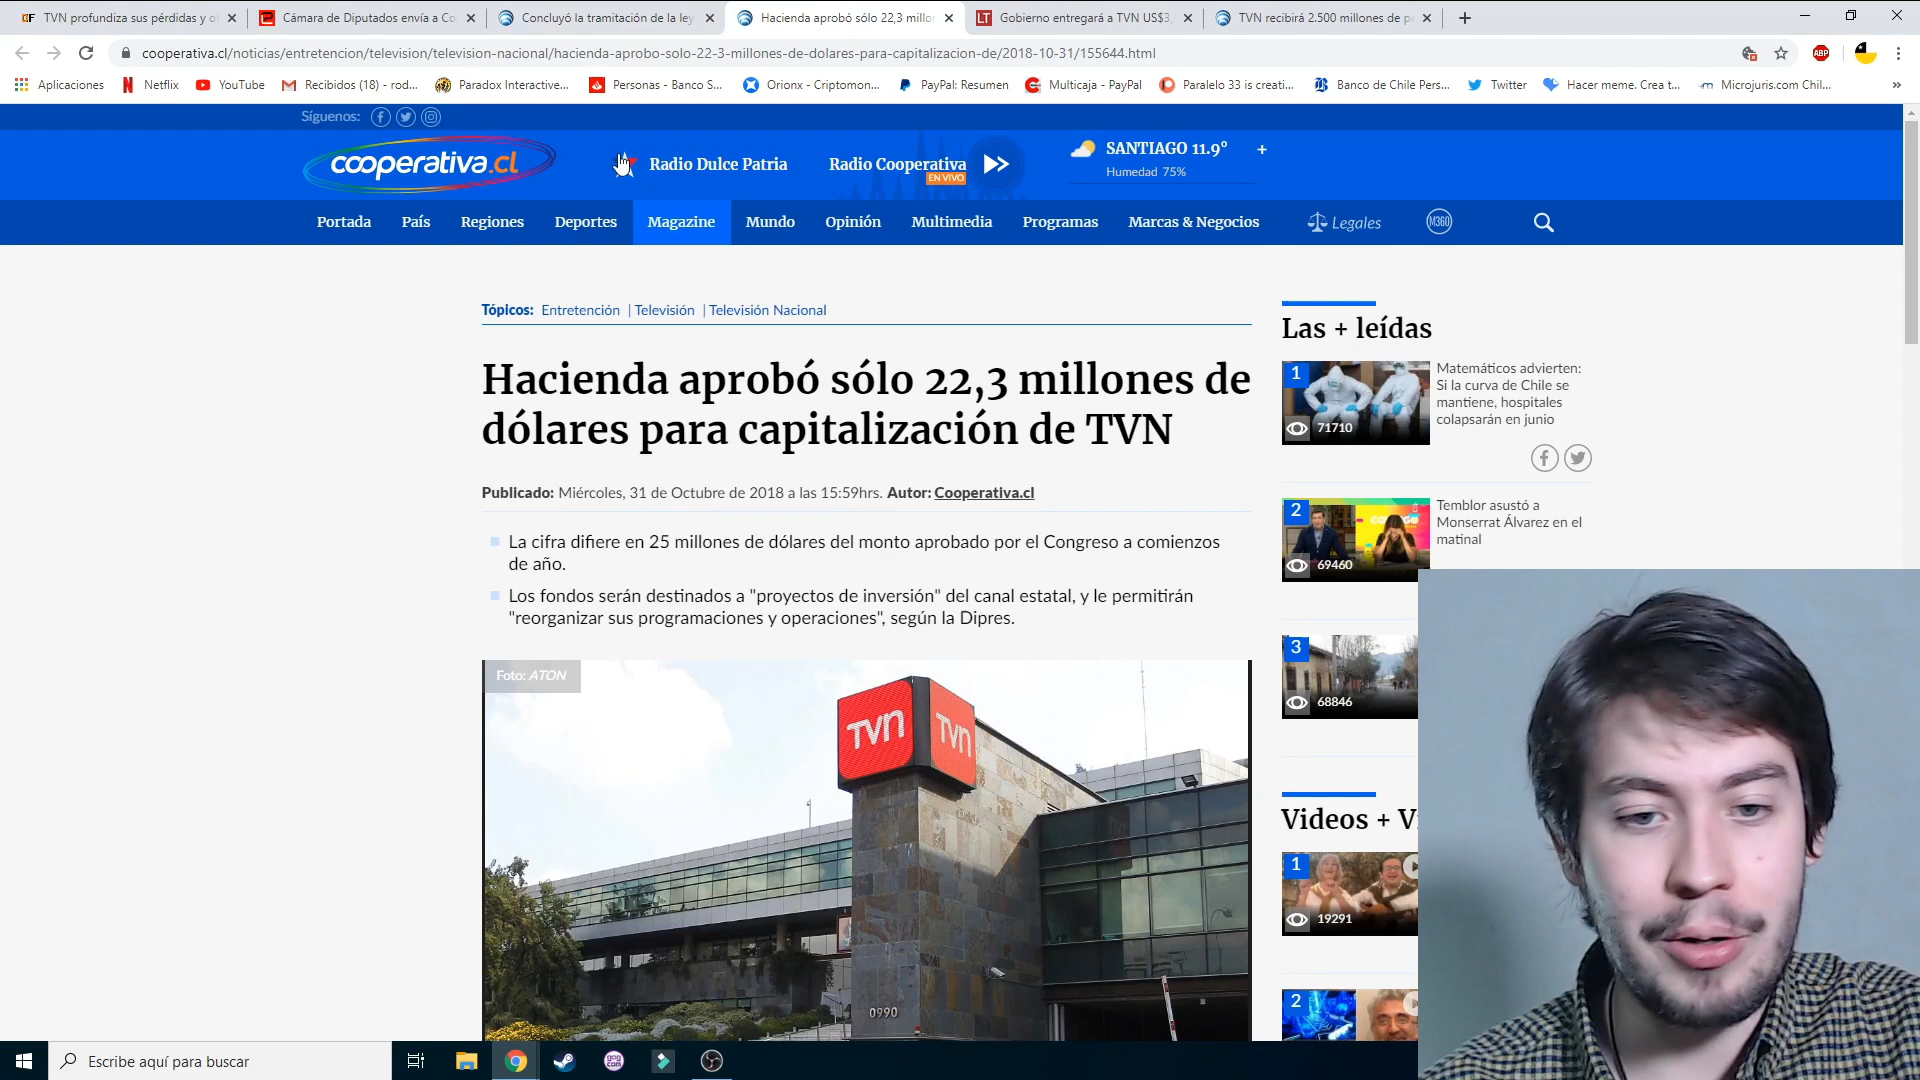 TVN profundiza sus pérdidas y o
Cámara de Diputados envía a Co
Concluyó la tramitación de la ley
Hacienda aprobó sólo 22,3 millo
Gobierno entregará a TVN US$3
TVN recibirá 2.500 millones de p
cooperativa.cl/noticias/entretencion/television/television-nacional/hacienda-aprobo-solo-22-3-millones-de-dolares-para-capitalizacion-de/2018-10-31/155644.html
ABP
Aplicaciones
Netflix
YouTube
Recibidos (18) - rod...
Paradox Interactive...
Personas - Banco S...
Orionx - Criptomon...
PayPal: Resumen
Multicaja - PayPal
Paralelo 33 is creati...
Banco de Chile Pers...
Twitter
Hacer meme. Crea t...
Microjuris.com Chil...
Síguenos:
cooperativa.cl
Radio Dulce Patria
Radio Cooperativa
EN VIVO
SANTIAGO 11.9°
Humedad 75%
Portada
País
Regiones
Deportes
Magazine
Mundo
Opinión
Multimedia
Programas
Marcas & Negocios
Legales
M360
Tópicos: Entretención | Televisión | Televisión Nacional
Hacienda aprobó sólo 22,3 millones de
dólares para capitalización de TVN
Publicado: Miércoles, 31 de Octubre de 2018 a las 15:59hrs. Autor: Cooperativa.cl
La cifra difiere en 25 millones de dólares del monto aprobado por el Congreso a comienzos
de año.
Los fondos serán destinados a "proyectos de inversión" del canal estatal, y le permitirán
"reorganizar sus programaciones y operaciones", según la Dipres.
Foto: ATON
TVN
TVN
0990
Las + leídas
1
71710
Matemáticos advierten:
Si la curva de Chile se
mantiene, hospitales
colapsarán en junio
2
69460
Temblor asustó a
Monserrat Álvarez en el
matinal
3
68846
Videos + V
1
19291
2
Escribe aquí para buscar